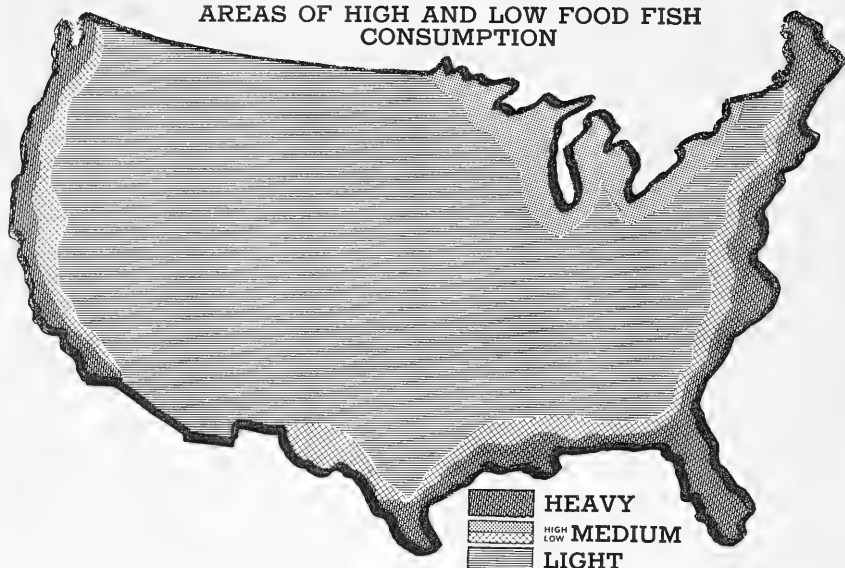 AREAS OF HIGH AND LOW FOOD FISH
CONSUMPTION
HEAVY
HIGH
LOW MEDIUM
LIGHT